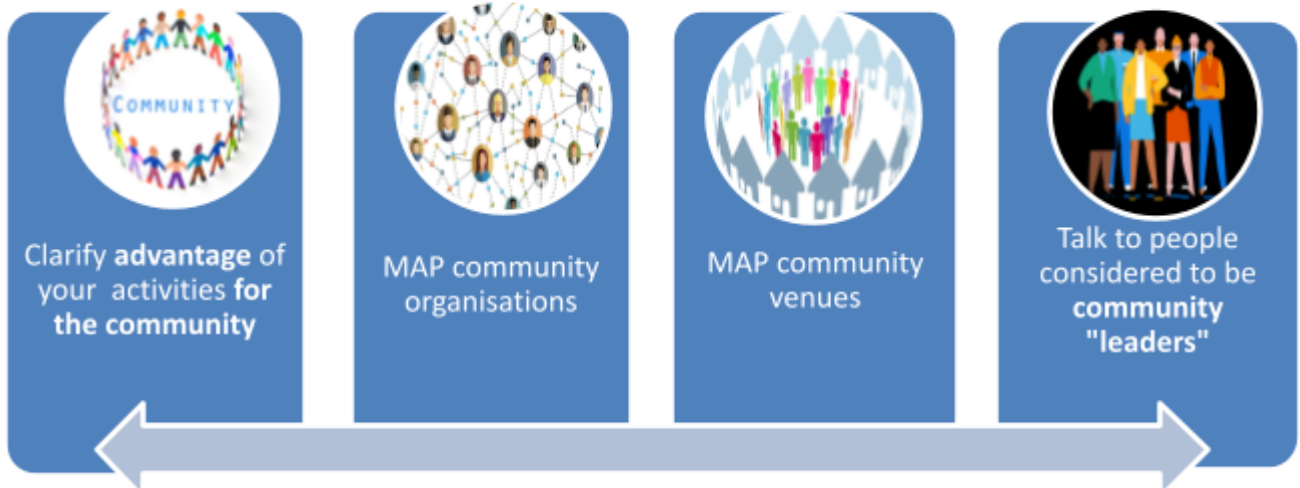 COMMUNITY
Clarify advantage of
your activities for
the community
MAP community
organisations
MAP community
venues
Talk to people
considered to be
community
"leaders"